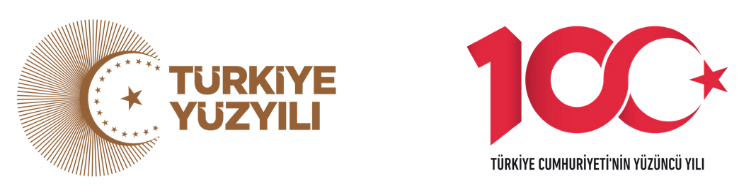 TÜRKİYE
YÜZYILI
100
TÜRKİYE CUMHURİYETİ'NİN YÜZÜNCÜ YILI